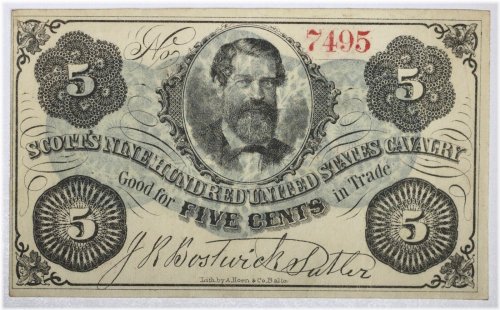 No. 7495
5 5
SCOTT'S NINE HUNDRED UNITED STATES CAVALRY
Good for FIVE CENTS in Trade
5 5
J R Bostwick Sutler
Lith. by A. Hoen & Co. Balto.